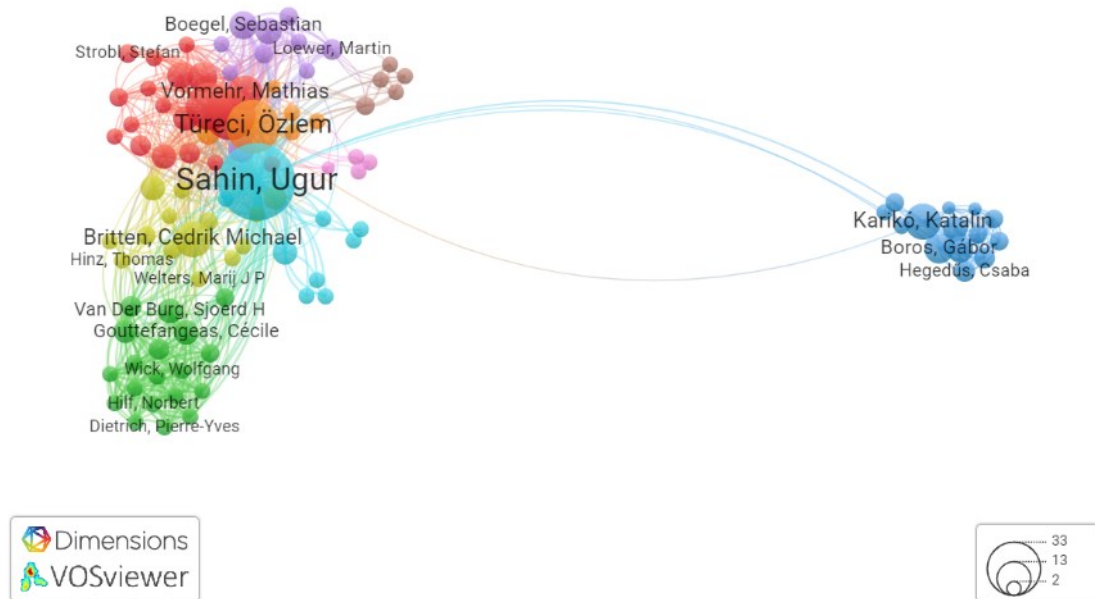 Boegel, Sebastian
Strobl, Stefan
Loewer, Martin
Vormehr, Mathias
Türeci, Özlem
Sahin, Ugur
Britten, Cedrik Michael
Hinz, Thomas
Welters, Marij J P
Van Der Burg, Sjoerd H
Gouttefangeas, Cécile
Wick, Wolfgang
Hilf, Norbert
Dietrich, Pierre-Yves
Karikó, Katalin
Boros, Gábor
Hegedus, Csaba
Dimensions
VOSviewer
33
13
2